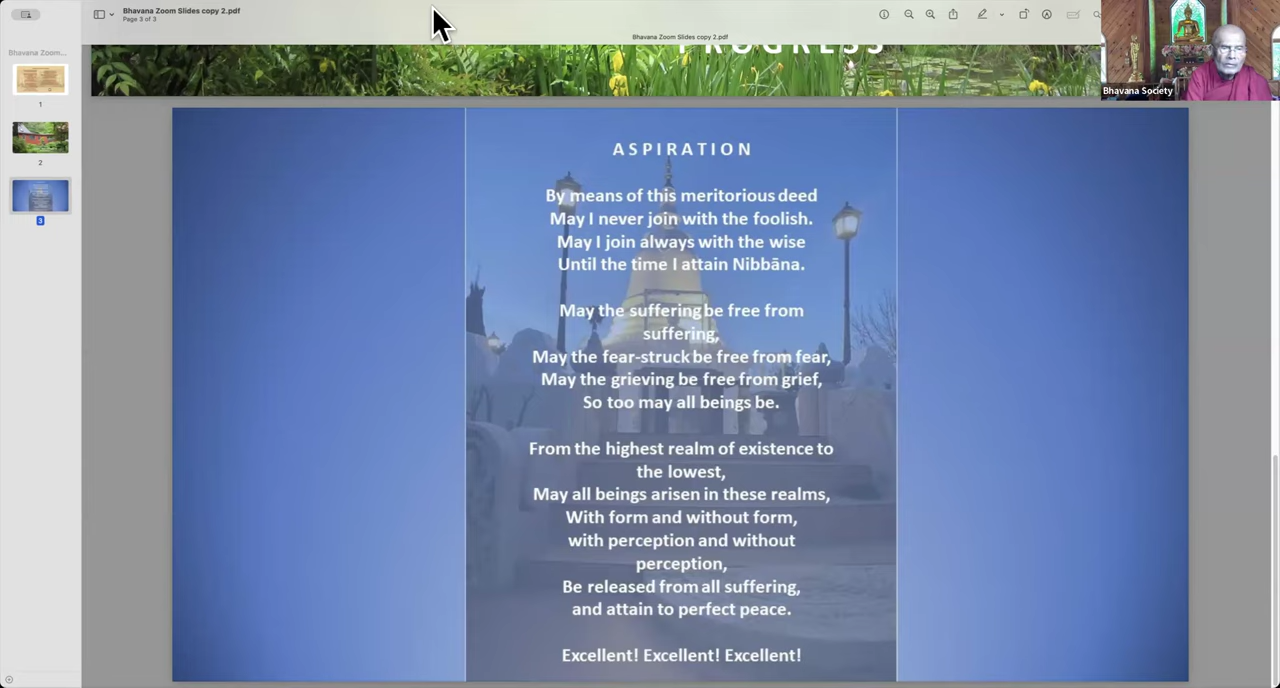 Bhavana Zoom Slides copy 2.pdf
Page 3 of 3
Bhavana Zoom Slides copy 2.pdf
Bhavana Zoom...
1
2
3
PROGRESS
Bhavana Society
ASPIRATION
By means of this meritorious deed
May I never join with the foolish.
May I join always with the wise
Until the time I attain Nibbāna.
May the suffering be free from
suffering,
May the fear-struck be free from fear,
May the grieving be free from grief,
So too may all beings be.
From the highest realm of existence to
the lowest,
May all beings arisen in these realms,
With form and without form,
with perception and without
perception,
Be released from all suffering,
and attain to perfect peace.
Excellent! Excellent! Excellent!